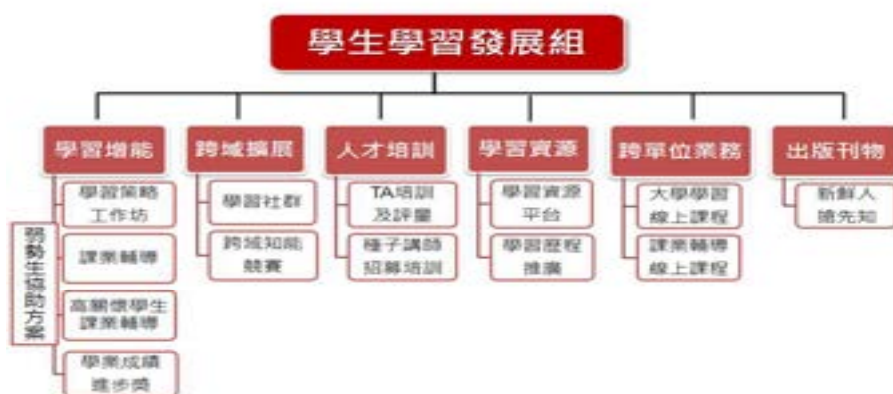 學生學習發展組
學習增能
跨域擴展
人才培訓
學習資源
跨單位業務
出版刊物
弱勢生協助方案
學習策略
工作坊
課業輔導
高關懷學生
課業輔導
學業成績
進步獎
學習社群
跨域知能
競賽
TA培訓
及評量
種子講師
招募培訓
學習資源
平台
學習歷程
推廣
大學學習
線上課程
課業輔導
線上課程
新鮮人
搶先知